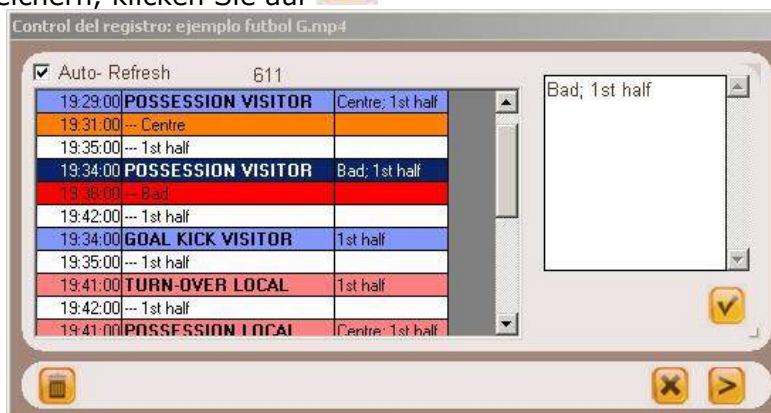 eichern, klicken Sie auf
Control del registro: ejemplo futbol G.mp4
Auto- Refresh 611
19:29:00 POSSESSION VISITOR Centre; 1st half
19:31:00 --- Centre
19:35:00 --- 1st half
19:34:00 POSSESSION VISITOR Bad; 1st half
19:38:00 --- Bad
19:42:00 --- 1st half
19:34:00 GOAL KICK VISITOR 1st half
19:35:00 --- 1st half
19:41:00 TURN-OVER LOCAL 1st half
19:42:00 --- 1st half
19:41:00 POSSESSION LOCAL Centre; 1st half
Bad; 1st half